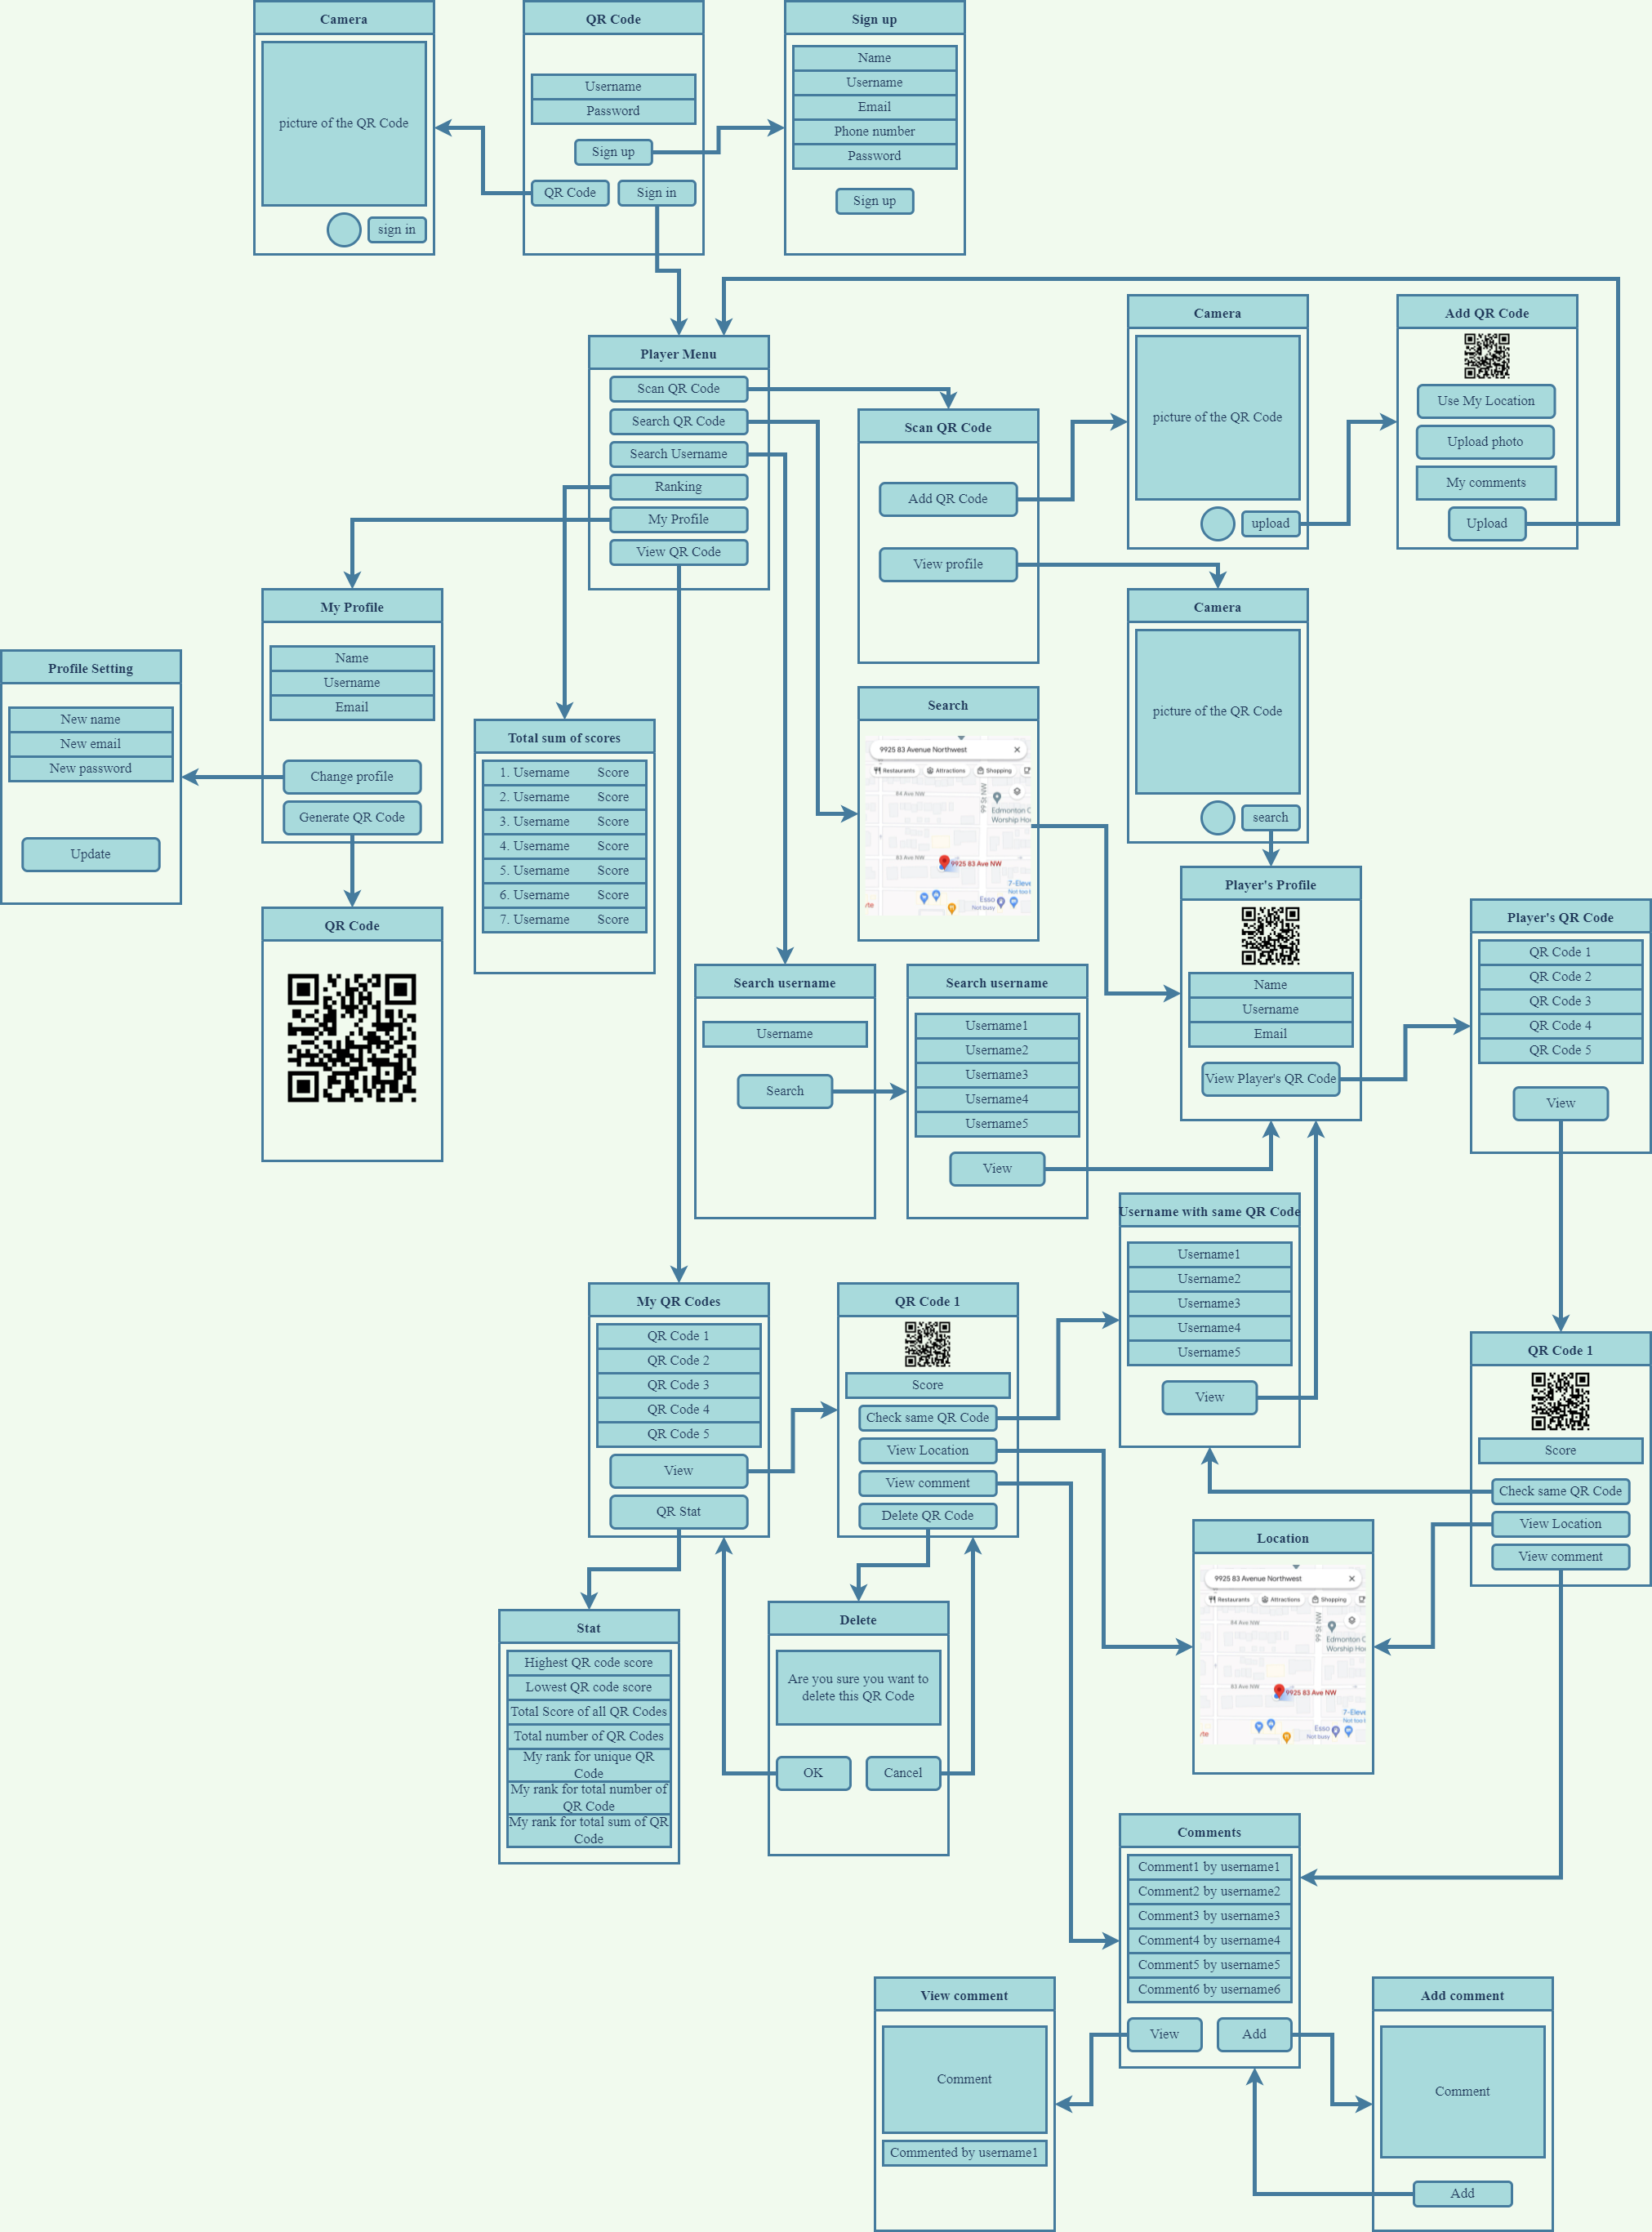 Camera
picture of the QR Code
sign in
QR Code
Username
Password
Sign up
QR Code
Sign in
Sign up
Name
Username
Email
Phone number
Password
Sign up
Player Menu
Scan QR Code
Search QR Code
Search Username
Ranking
My Profile
View QR Code
Scan QR Code
Add QR Code
View profile
Camera
picture of the QR Code
upload
Add QR Code
Use My Location
Upload photo
My comments
Upload
Camera
picture of the QR Code
search
My Profile
Name
Username
Email
Change profile
Generate QR Code
Profile Setting
New name
New email
New password
Update
QR Code
Total sum of scores
1. Username Score
2. Username Score
3. Username Score
4. Username Score
5. Username Score
6. Username Score
7. Username Score
Search
9925 83 Avenue Northwest
Restaurants
Attractions
Shopping
84 Ave NW
99 St NW
Edmonton C
Worship Hou
83 Ave NW
9925 83 Ave NW
7-Eleve
Not too
Esso
Not busy
Player's Profile
Name
Username
Email
View Player's QR Code
Player's QR Code
QR Code 1
QR Code 2
QR Code 3
QR Code 4
QR Code 5
View
Search username
Username
Search
Search username
Username1
Username2
Username3
Username4
Username5
View
Username with same QR Code
Username1
Username2
Username3
Username4
Username5
View
My QR Codes
QR Code 1
QR Code 2
QR Code 3
QR Code 4
QR Code 5
View
QR Stat
QR Code 1
Score
Check same QR Code
View Location
View comment
Delete QR Code
QR Code 1
Score
Check same QR Code
View Location
View comment
Location
9925 83 Avenue Northwest
Restaurants
Attractions
Shopping
84 Ave NW
99 St NW
Edmonton C
Worship Hou
83 Ave NW
9925 83 Ave NW
7-Eleve
Not too
Esso
Not busy
Stat
Highest QR code score
Lowest QR code score
Total Score of all QR Codes
Total number of QR Codes
My rank for unique QR
Code
My rank for total number of
QR Code
My rank for total sum of QR
Code
Delete
Are you sure you want to
delete this QR Code
OK
Cancel
Comments
Comment1 by username1
Comment2 by username2
Comment3 by username3
Comment4 by username4
Comment5 by username5
Comment6 by username6
View
Add
View comment
Comment
Commented by username1
Add comment
Comment
Add